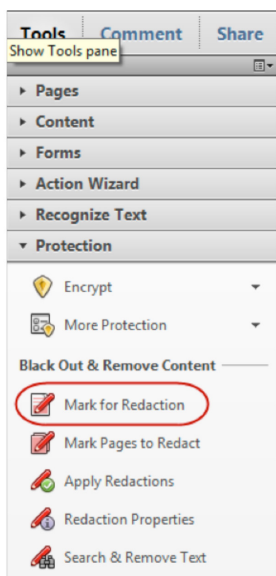 Tools Comment Share
Show Tools pane
Pages
Content
Forms
Action Wizard
Recognize Text
Protection
Encrypt
More Protection
Black Out & Remove Content
Mark for Redaction
Mark Pages to Redact
Apply Redactions
Redaction Properties
Search & Remove Text